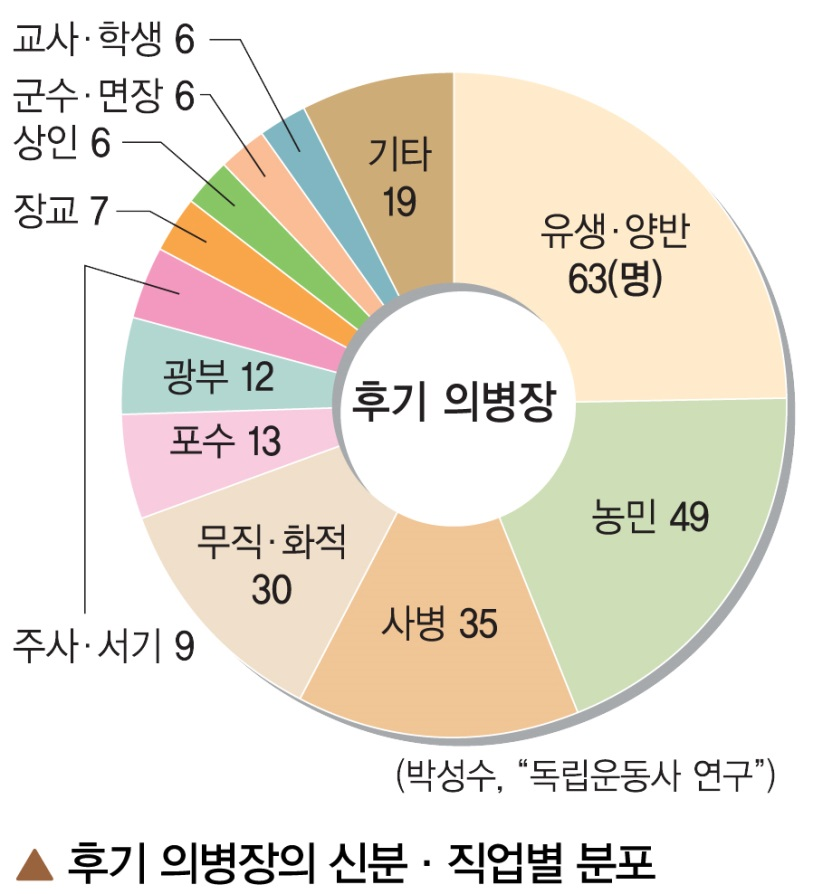 교사·학생 6
군수·면장 6
상인 6
장교 7
기타
19
유생·양반
63(명)
광부 12
후기 의병장
포수 13
농민 49
무직·화적
30
사병 35
주사·서기 9
(박성수, “독립운동사 연구”)
▲ 후기 의병장의 신분·직업별 분포